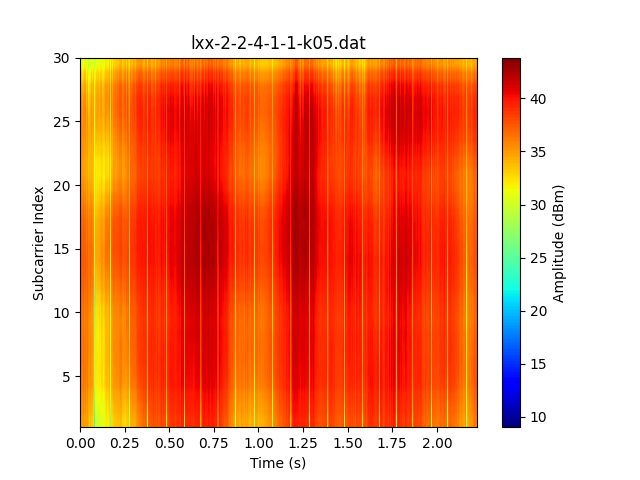 lxx-2-2-4-1-1-k05.dat
30
25
20
15
10
5
Subcarrier Index
0.00 0.25 0.50 0.75 1.00 1.25 1.50 1.75 2.00
Time (s)
40
35
30
25
20
15
10
Amplitude (dBm)